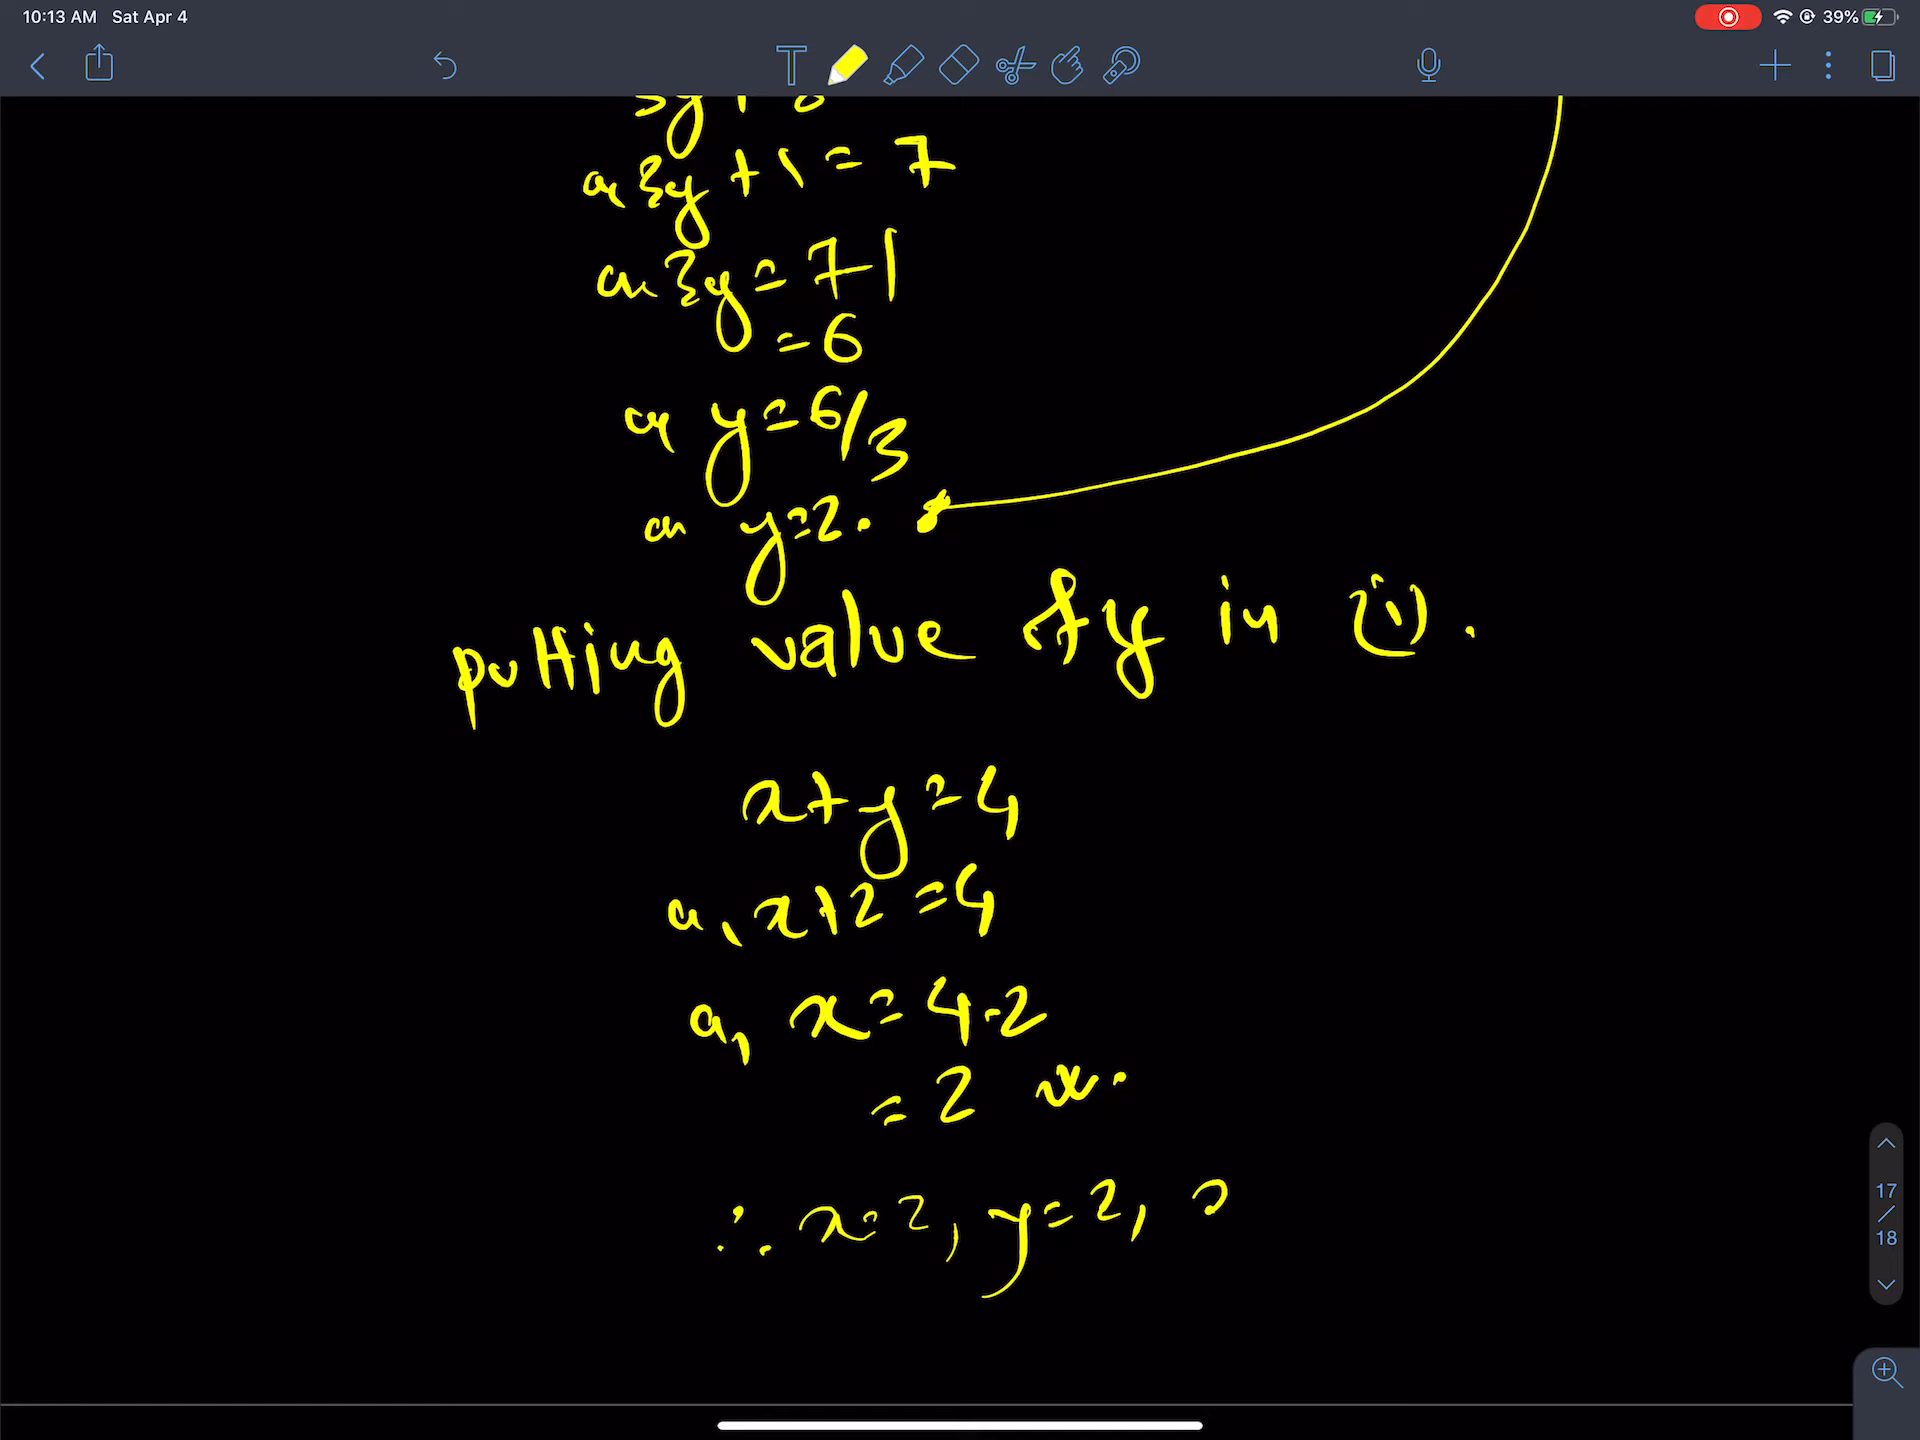 10:13 AM Sat Apr 4
39%
or 3y + 1 = 7
or 3y = 7-1
= 6
or y = 6/3
or y = 2.
putting value of y in (i).
x + y = 4
or, x + 2 = 4
or, x = 4-2
= 2
∴ x = 2, y = 2,
17
/
18